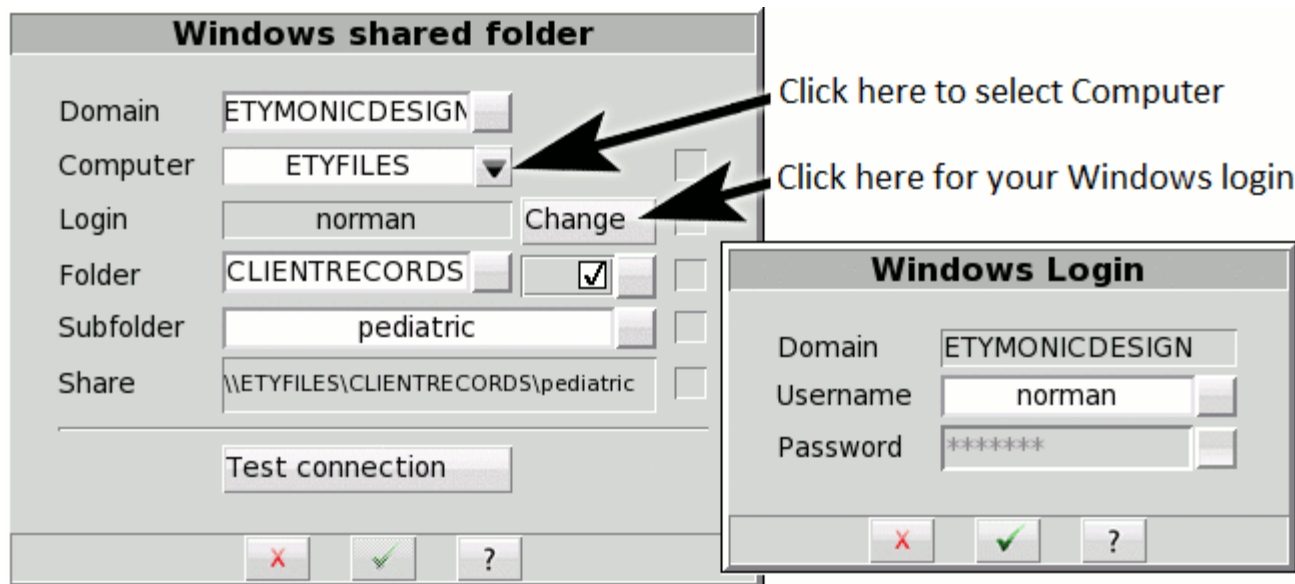 Windows shared folder
Domain ETYMONICDESIGN
Click here to select Computer
Computer ETYFILES
Click here for your Windows login
Login norman Change
Folder CLIENTRECORDS
Subfolder pediatric
Share \\ETYFILES\CLIENTRECORDS\pediatric
Test connection
X ?
Windows Login
Domain ETYMONICDESIGN
Username norman
Password *******
X ?